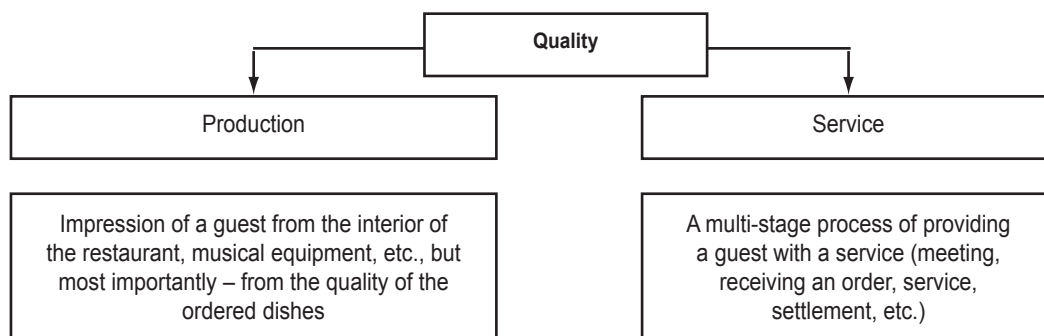 Quality
Production
Service
Impression of a guest from the interior of
the restaurant, musical equipment, etc., but
most importantly – from the quality of the
ordered dishes
A multi-stage process of providing
a guest with a service (meeting,
receiving an order, service,
settlement, etc.)